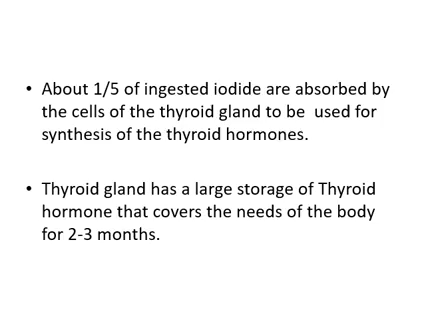 • About 1/5 of ingested iodide are absorbed by
the cells of the thyroid gland to be  used for
synthesis of the thyroid hormones.
• Thyroid gland has a large storage of Thyroid
hormone that covers the needs of the body
for 2-3 months.